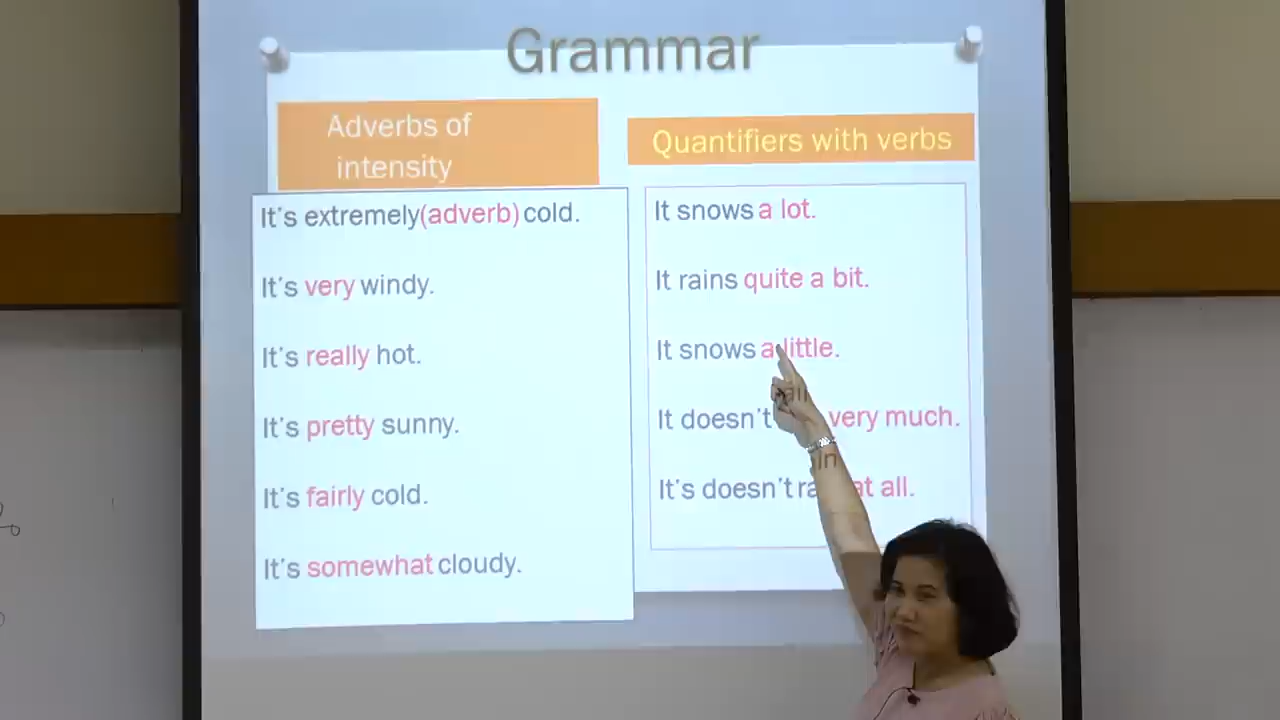 Grammar
Adverbs of
intensity
It's extremely(adverb) cold.
It's very windy.
It's really hot.
It's pretty sunny.
It's fairly cold.
It's somewhat cloudy.
Quantifiers with verbs
It snows a lot.
It rains quite a bit.
It snows a little.
It doesn't very much.
It's doesn't rain at all.